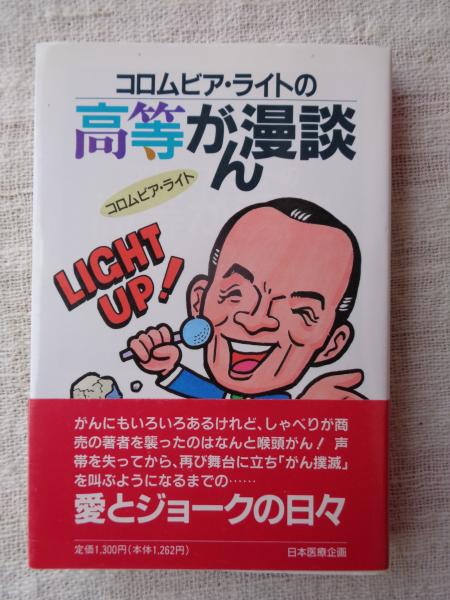 コロムビア・ライトの
高等がん漫談
コロムビア・ライト
LIGHT
UP!
がんにもいろいろあるけれど、しゃべりが商
売の著者を襲ったのはなんと喉頭がん！ 声
帯を失ってから、再び舞台に立ち「がん撲滅」
を叫ぶようになるまでの……
愛とジョークの日々
定価1,300円(本体1,262円)
日本医療企画